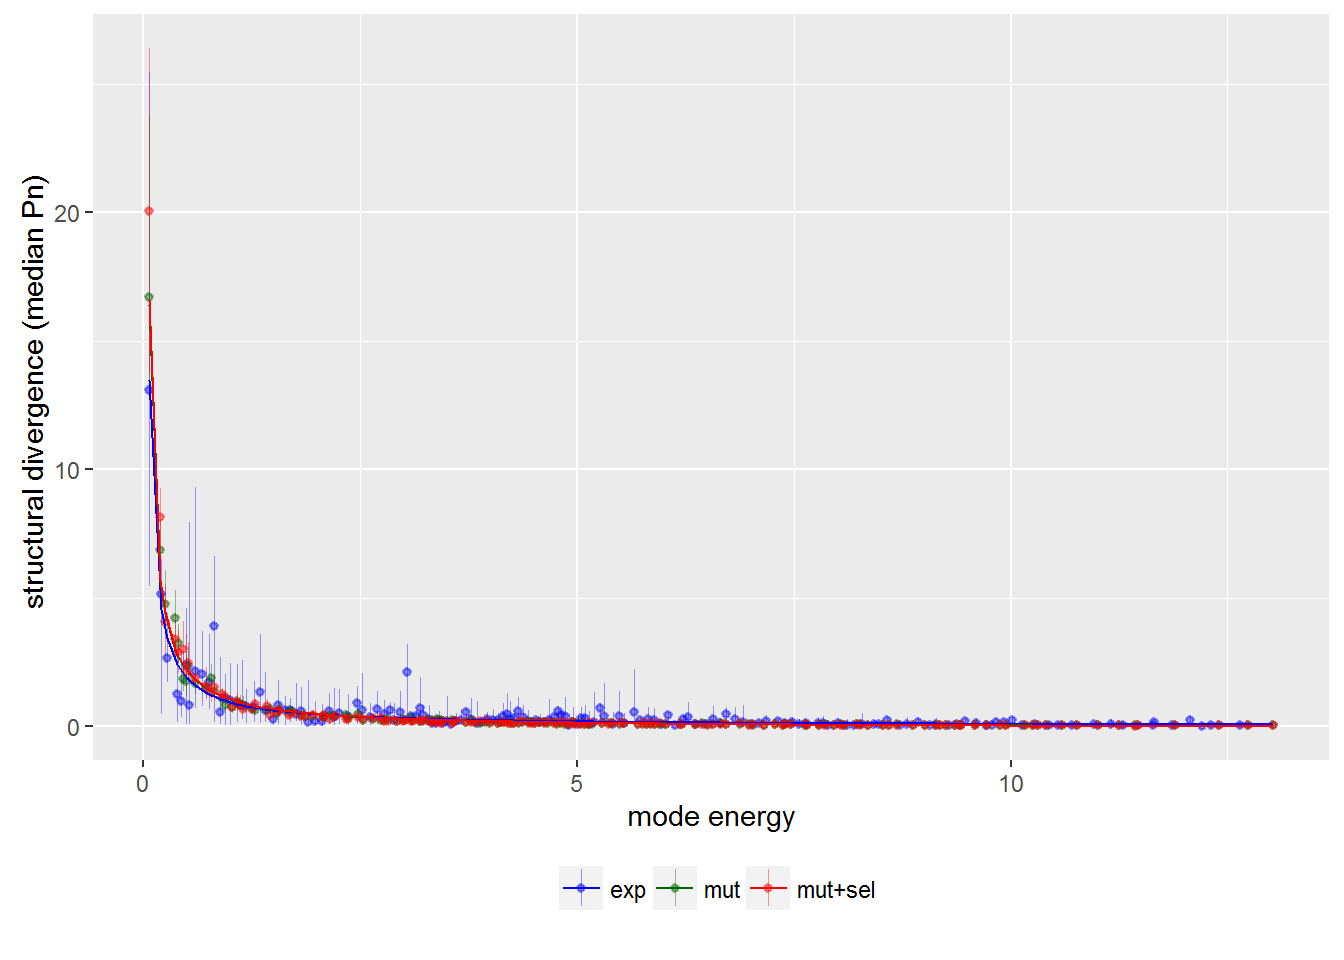 structural divergence (median Pn)
20
10
0
0 5 10
mode energy
exp mut mut+sel